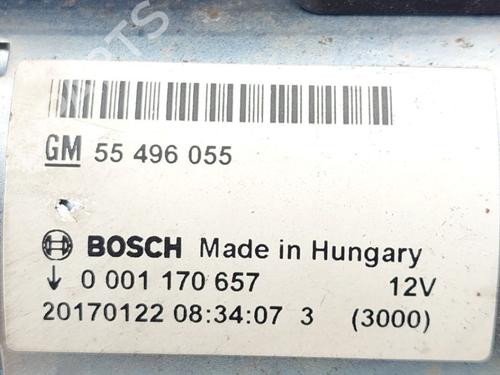 GM 55 496 055
BOSCH Made in Hungary
↓ 0 001 170 657 12V
20170122 08:34:07 3 (3000)